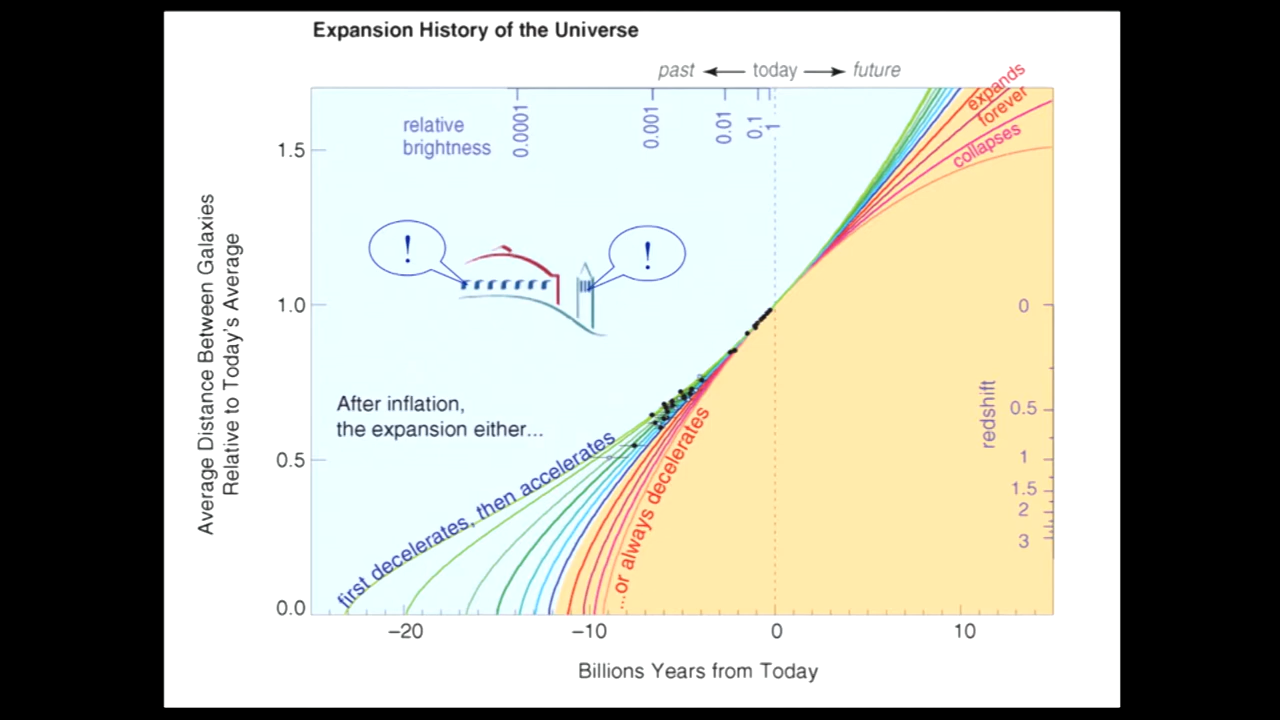 Expansion History of the Universe
past today future
relative
brightness
0.0001
0.001
0.01
0.1
1
expands
forever
collapses
1.5
1.0
0.5
0.0
Average Distance Between Galaxies
Relative to Today's Average
!
!
After inflation,
the expansion either...
first decelerates, then accelerates
...or always decelerates
redshift
0
0.5
1
1.5
2
3
–20
–10
0
10
Billions Years from Today